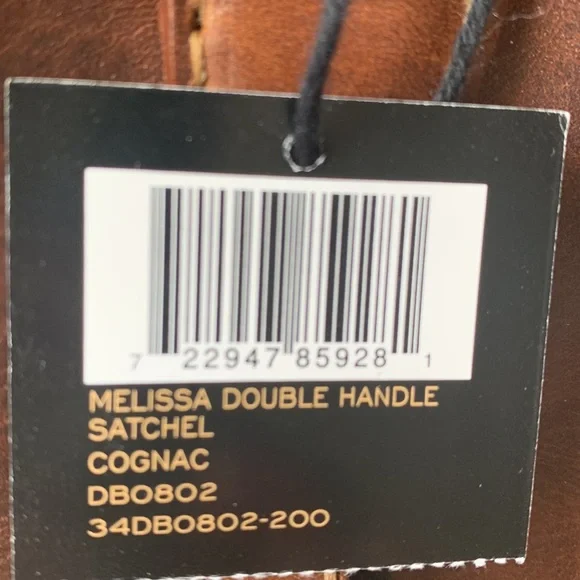 7 22947 85928 1
MELISSA DOUBLE HANDLE
SATCHEL
COGNAC
DB0802
34DB0802-200